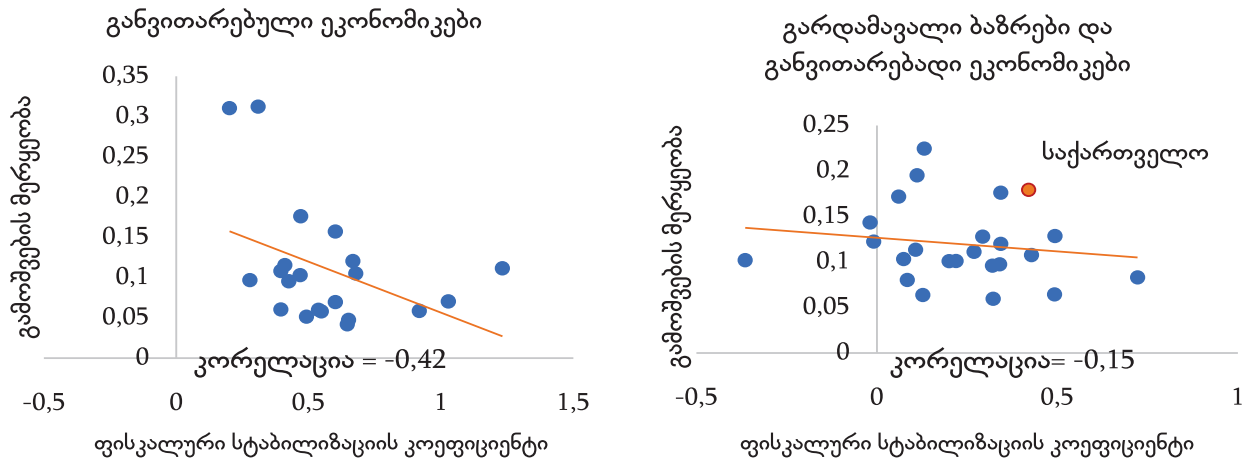 განვითარებული ეკონომიკები
0,35
0,3
0,25
0,2
0,15
0,1
0,05
0
გამოშვების მერყეობა
კორელაცია = -0,42
-0,5 0 0,5 1 1,5
ფისკალური სტაბილიზაციის კოეფიციენტი
გარდამავალი ბაზრები და
განვითარებადი ეკონომიკები
0,25
0,2
0,15
0,1
0,05
0
გამოშვების მერყეობა
საქართველო
კორელაცია= -0,15
-0,5 0 0,5 1
ფისკალური სტაბილიზაციის კოეფიციენტი